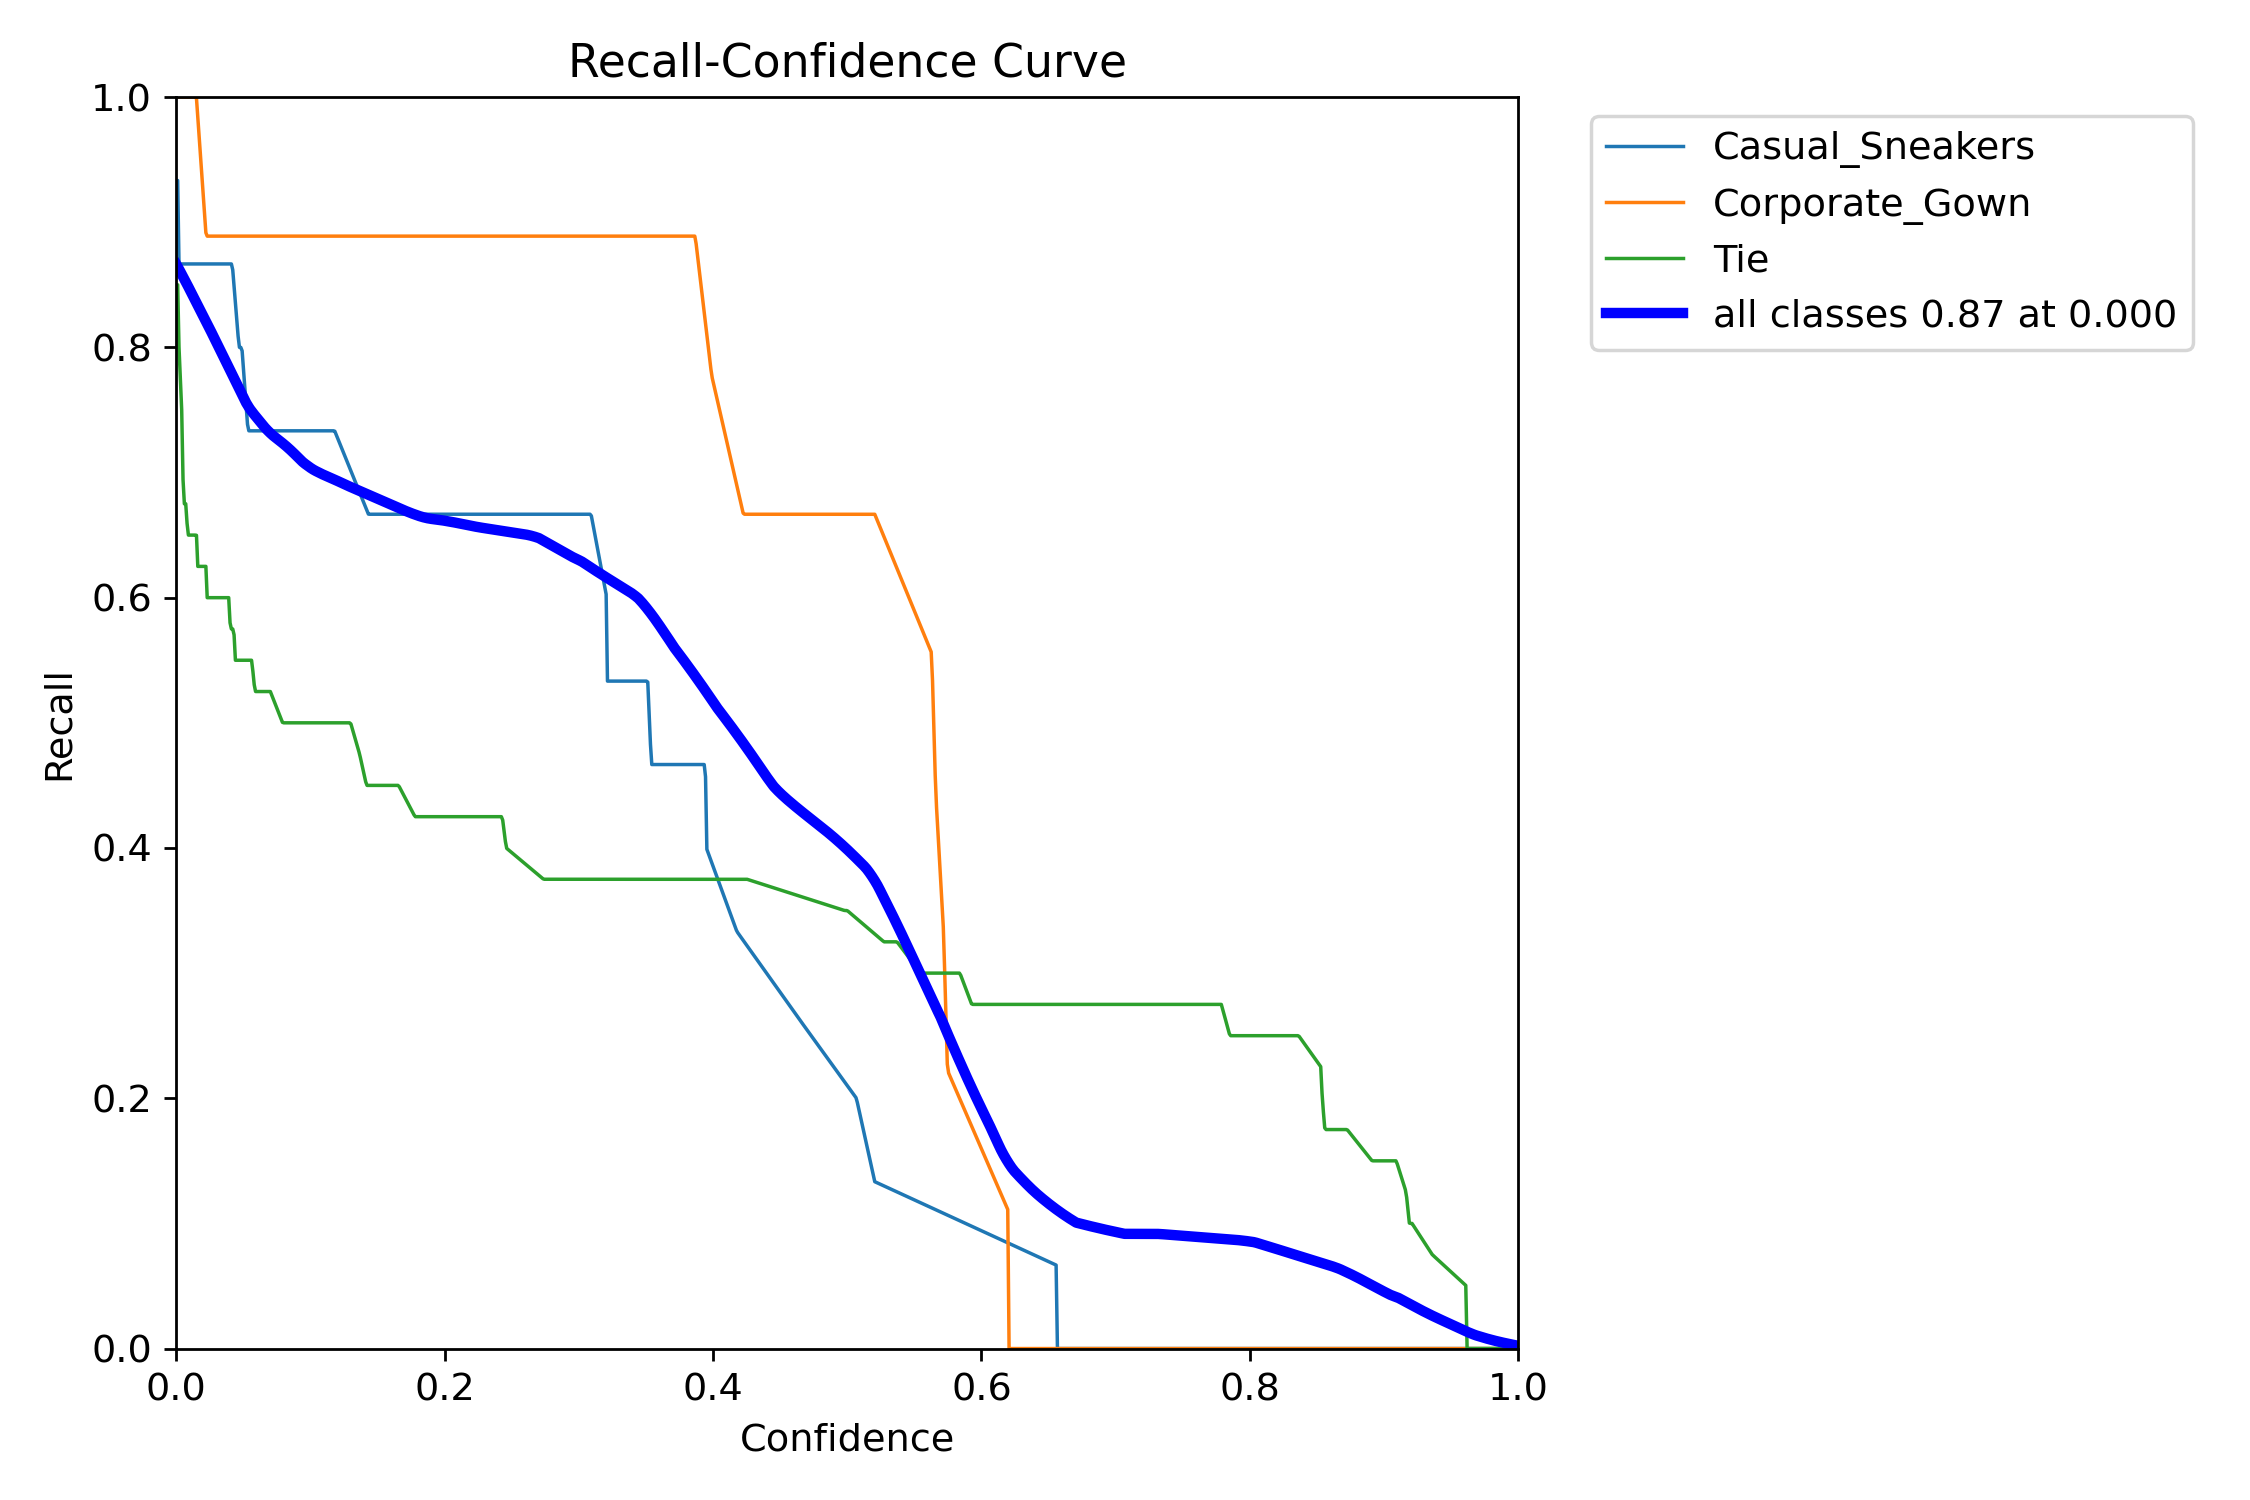 Recall-Confidence Curve
1.0
0.8
0.6
0.4
0.2
0.0
Recall
0.0 0.2 0.4 0.6 0.8 1.0
Confidence
Casual_Sneakers
Corporate_Gown
Tie
all classes 0.87 at 0.000